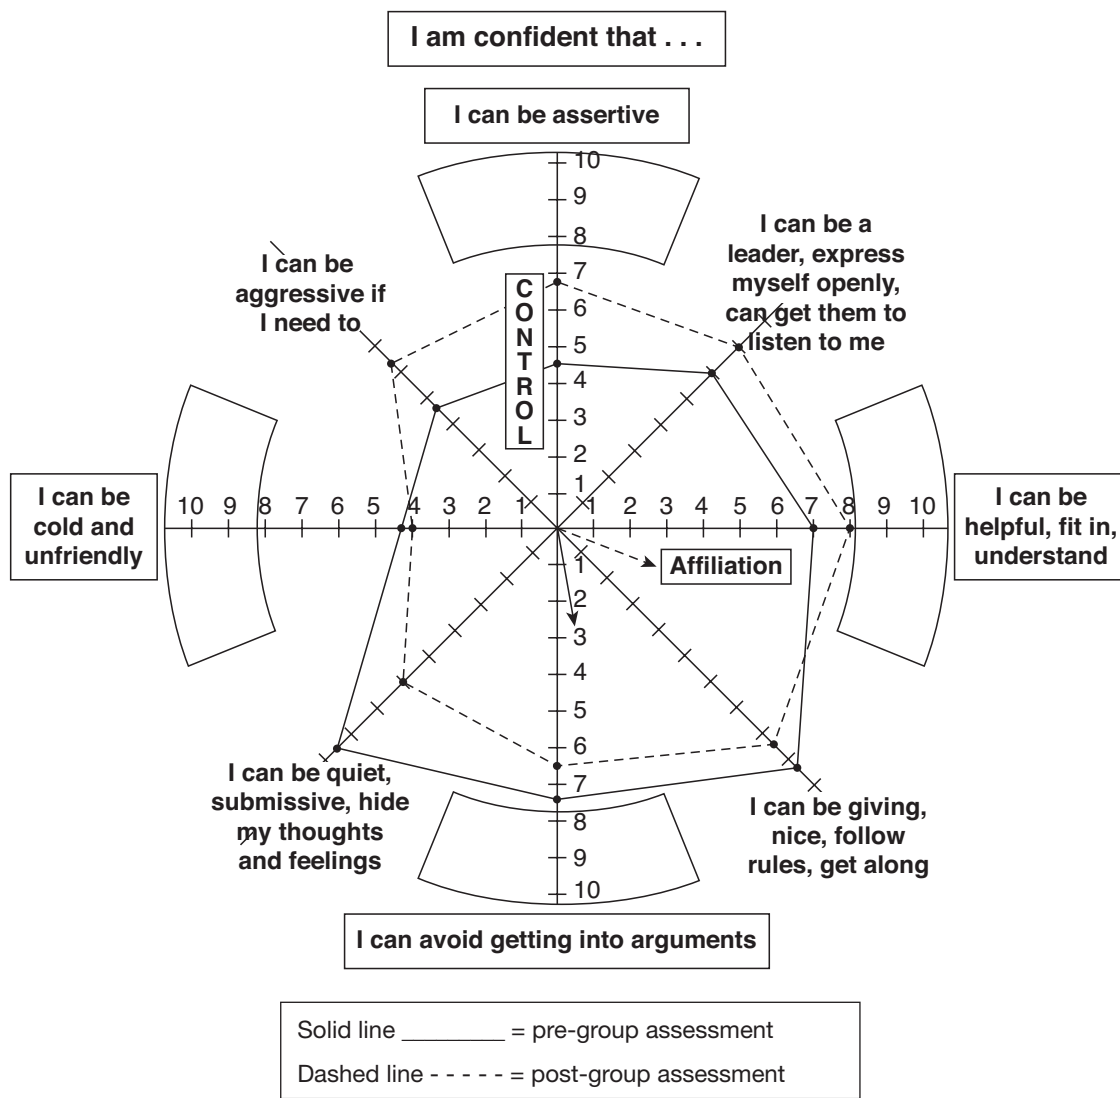 I am confident that . . .
I can be assertive
10
9
8
7
6
5
4
3
2
1
C
O
N
T
R
O
L
I can be
aggressive if
I need to
I can be a
leader, express
myself openly,
can get them to
listen to me
I can be
cold and
unfriendly
10 9 8 7 6 5 4 3 2 1 1 2 3 4 5 6 7 8 9 10
I can be
helpful, fit in,
understand
Affiliation
1
2
3
4
5
6
7
8
9
10
I can be quiet,
submissive, hide
my thoughts
and feelings
I can be giving,
nice, follow
rules, get along
I can avoid getting into arguments
Solid line ________ = pre-group assessment
Dashed line - - - - - = post-group assessment